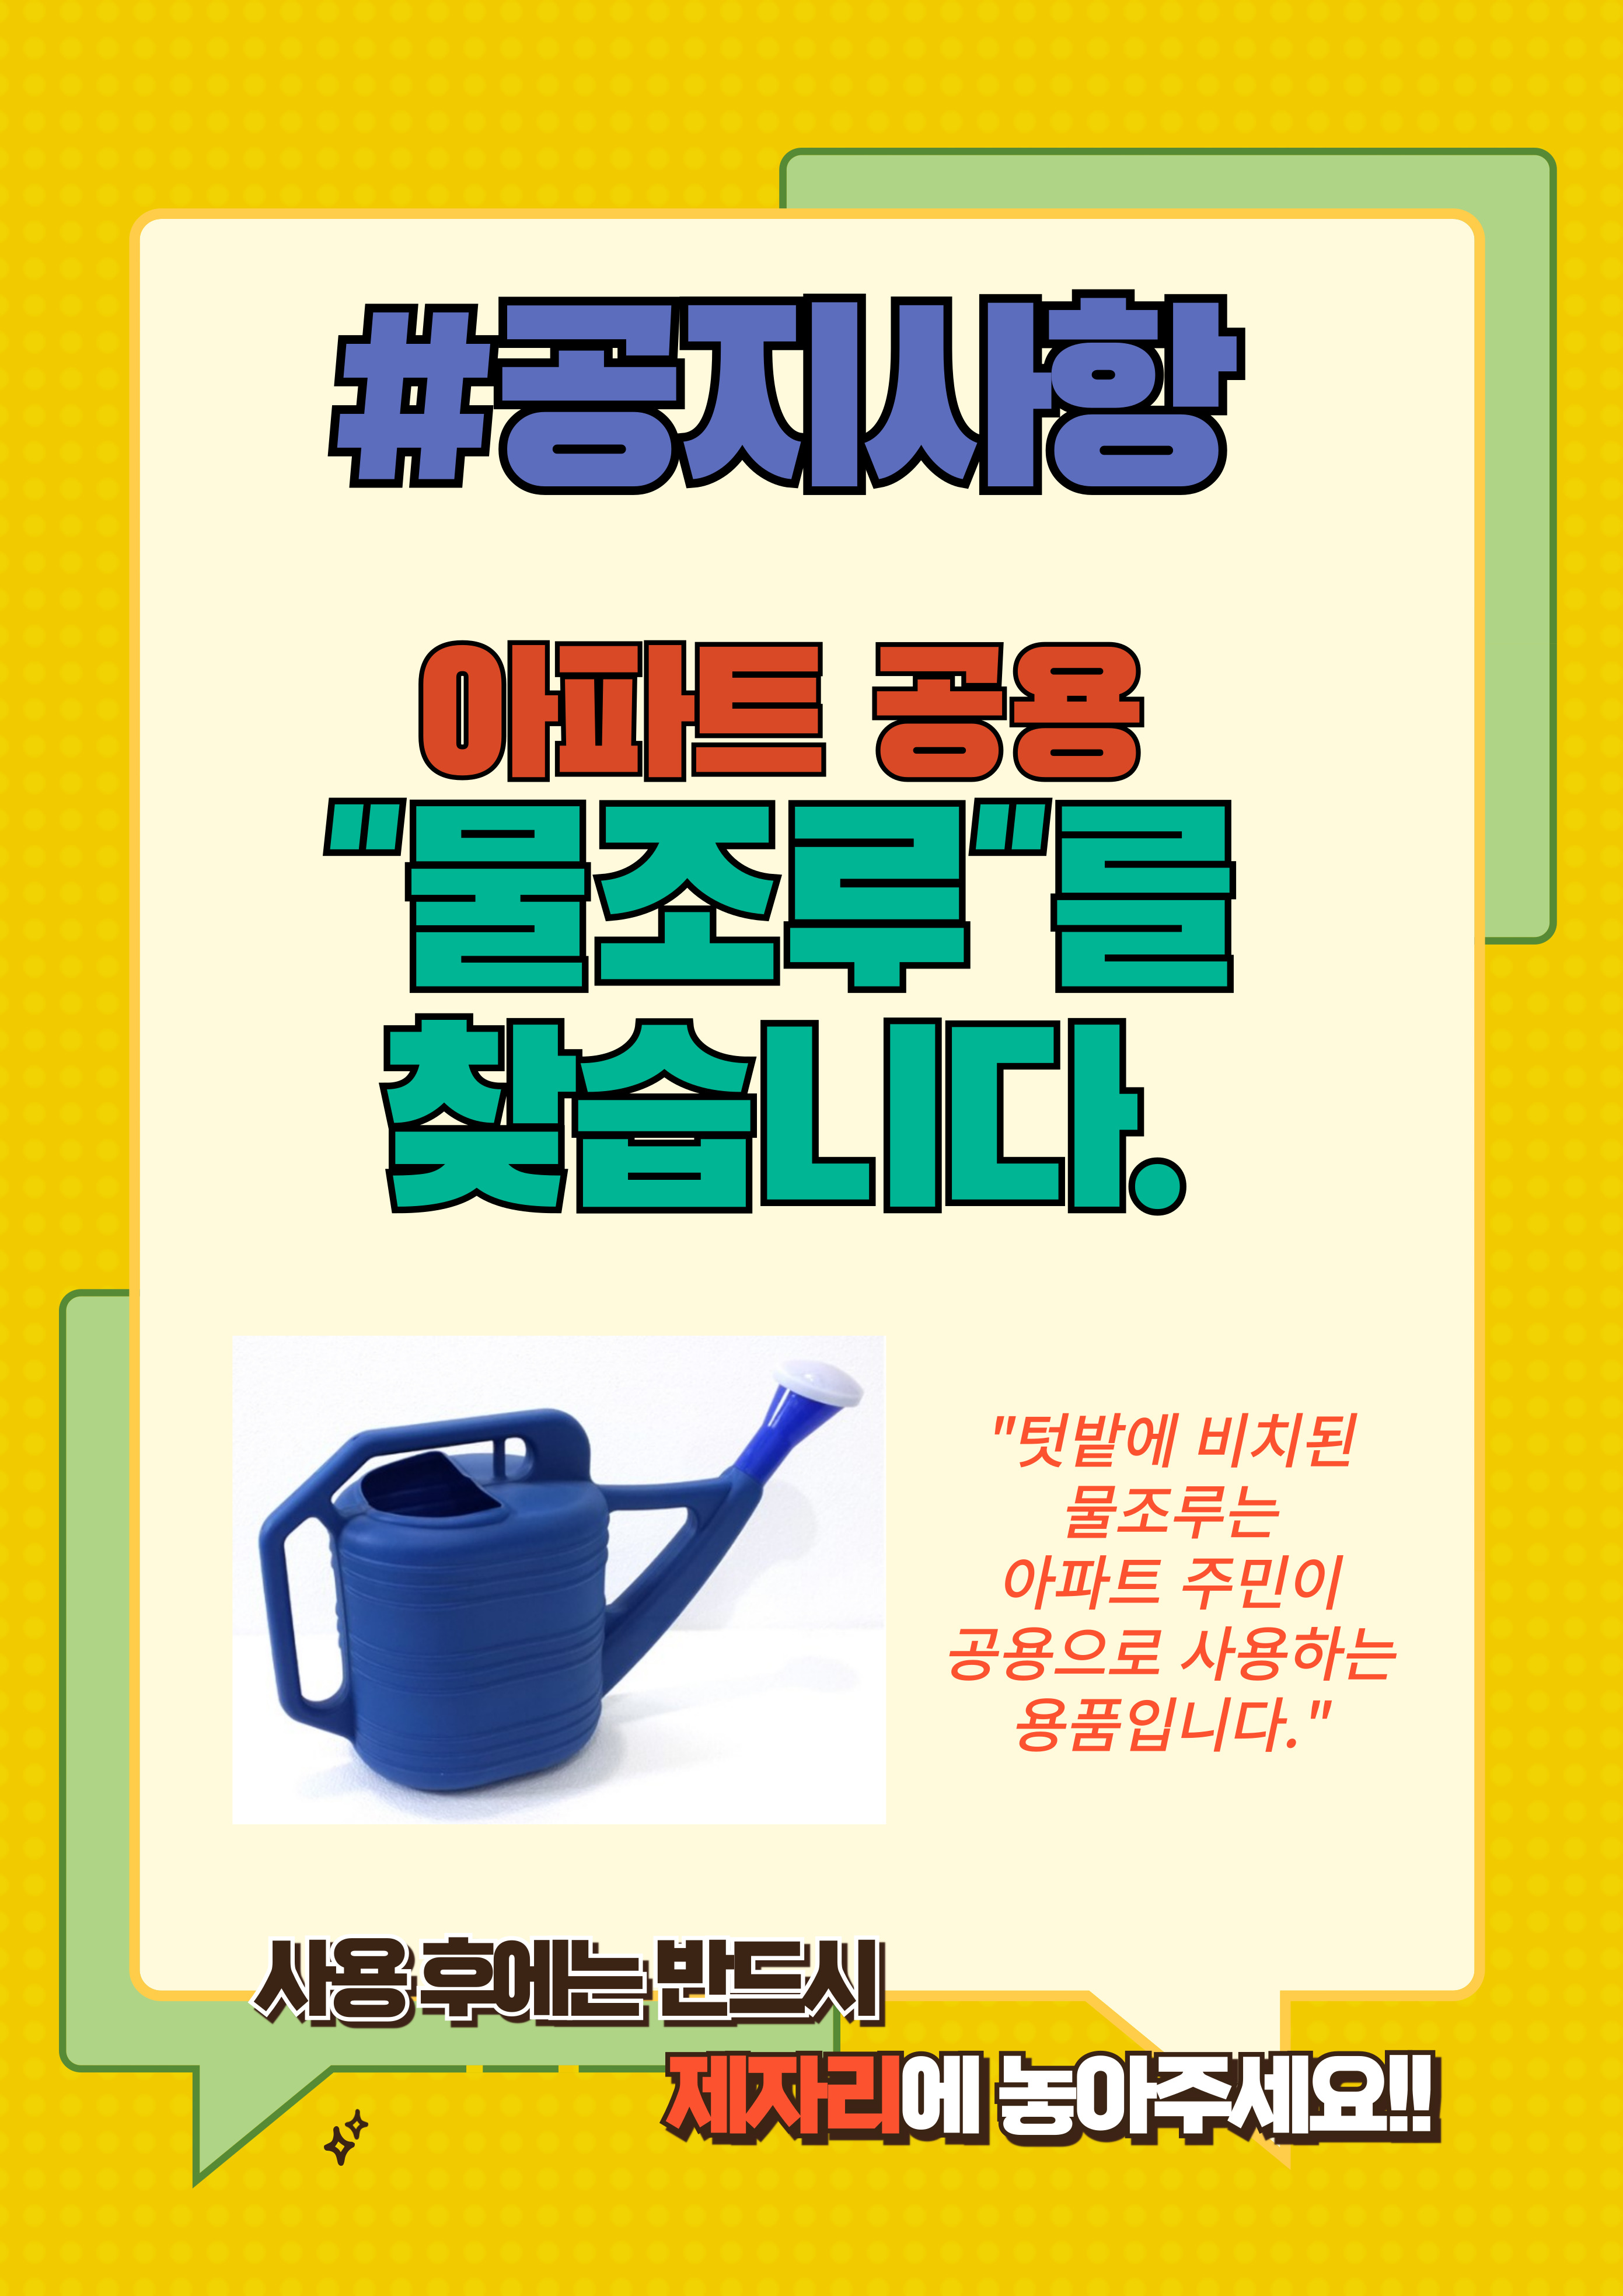 #공지사항
아파트 공용
"물조루"를
찾습니다.
"텃밭에 비치된
물조루는
아파트 주민이
공용으로 사용하는
용품입니다."
사용 후에는 반드시
제자리에 놓아주세요!!